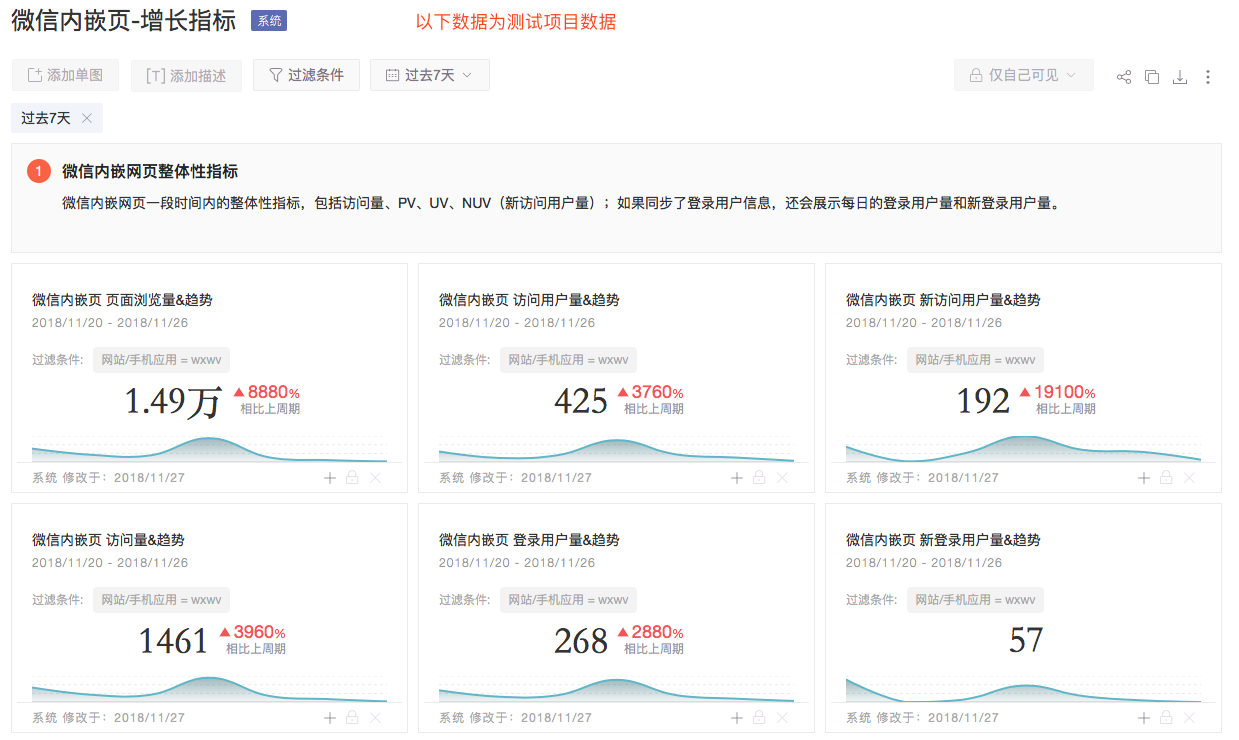 微信内嵌页-增长指标 系统 以下数据为测试项目数据
添加单图 [T] 添加描述 过滤条件 过去7天 仅自己可见
过去7天
1 微信内嵌网页整体性指标
微信内嵌网页一段时间内的整体性指标，包括访问量、PV、UV、NUV（新访问用户量）；如果同步了登录用户信息，还会展示每日的登录用户量和新登录用户量。
微信内嵌页 页面浏览量&趋势
2018/11/20 - 2018/11/26
过滤条件: 网站/手机应用 = wxwv
1.49万 ▲8880%
相比上周期
系统 修改于：2018/11/27
微信内嵌页 访问用户量&趋势
2018/11/20 - 2018/11/26
过滤条件: 网站/手机应用 = wxwv
425 ▲3760%
相比上周期
系统 修改于：2018/11/27
微信内嵌页 新访问用户量&趋势
2018/11/20 - 2018/11/26
过滤条件: 网站/手机应用 = wxwv
192 ▲19100%
相比上周期
系统 修改于：2018/11/27
微信内嵌页 访问量&趋势
2018/11/20 - 2018/11/26
过滤条件: 网站/手机应用 = wxwv
1461 ▲3960%
相比上周期
系统 修改于：2018/11/27
微信内嵌页 登录用户量&趋势
2018/11/20 - 2018/11/26
过滤条件: 网站/手机应用 = wxwv
268 ▲2880%
相比上周期
系统 修改于：2018/11/27
微信内嵌页 新登录用户量&趋势
2018/11/20 - 2018/11/26
过滤条件: 网站/手机应用 = wxwv
57
系统 修改于：2018/11/27